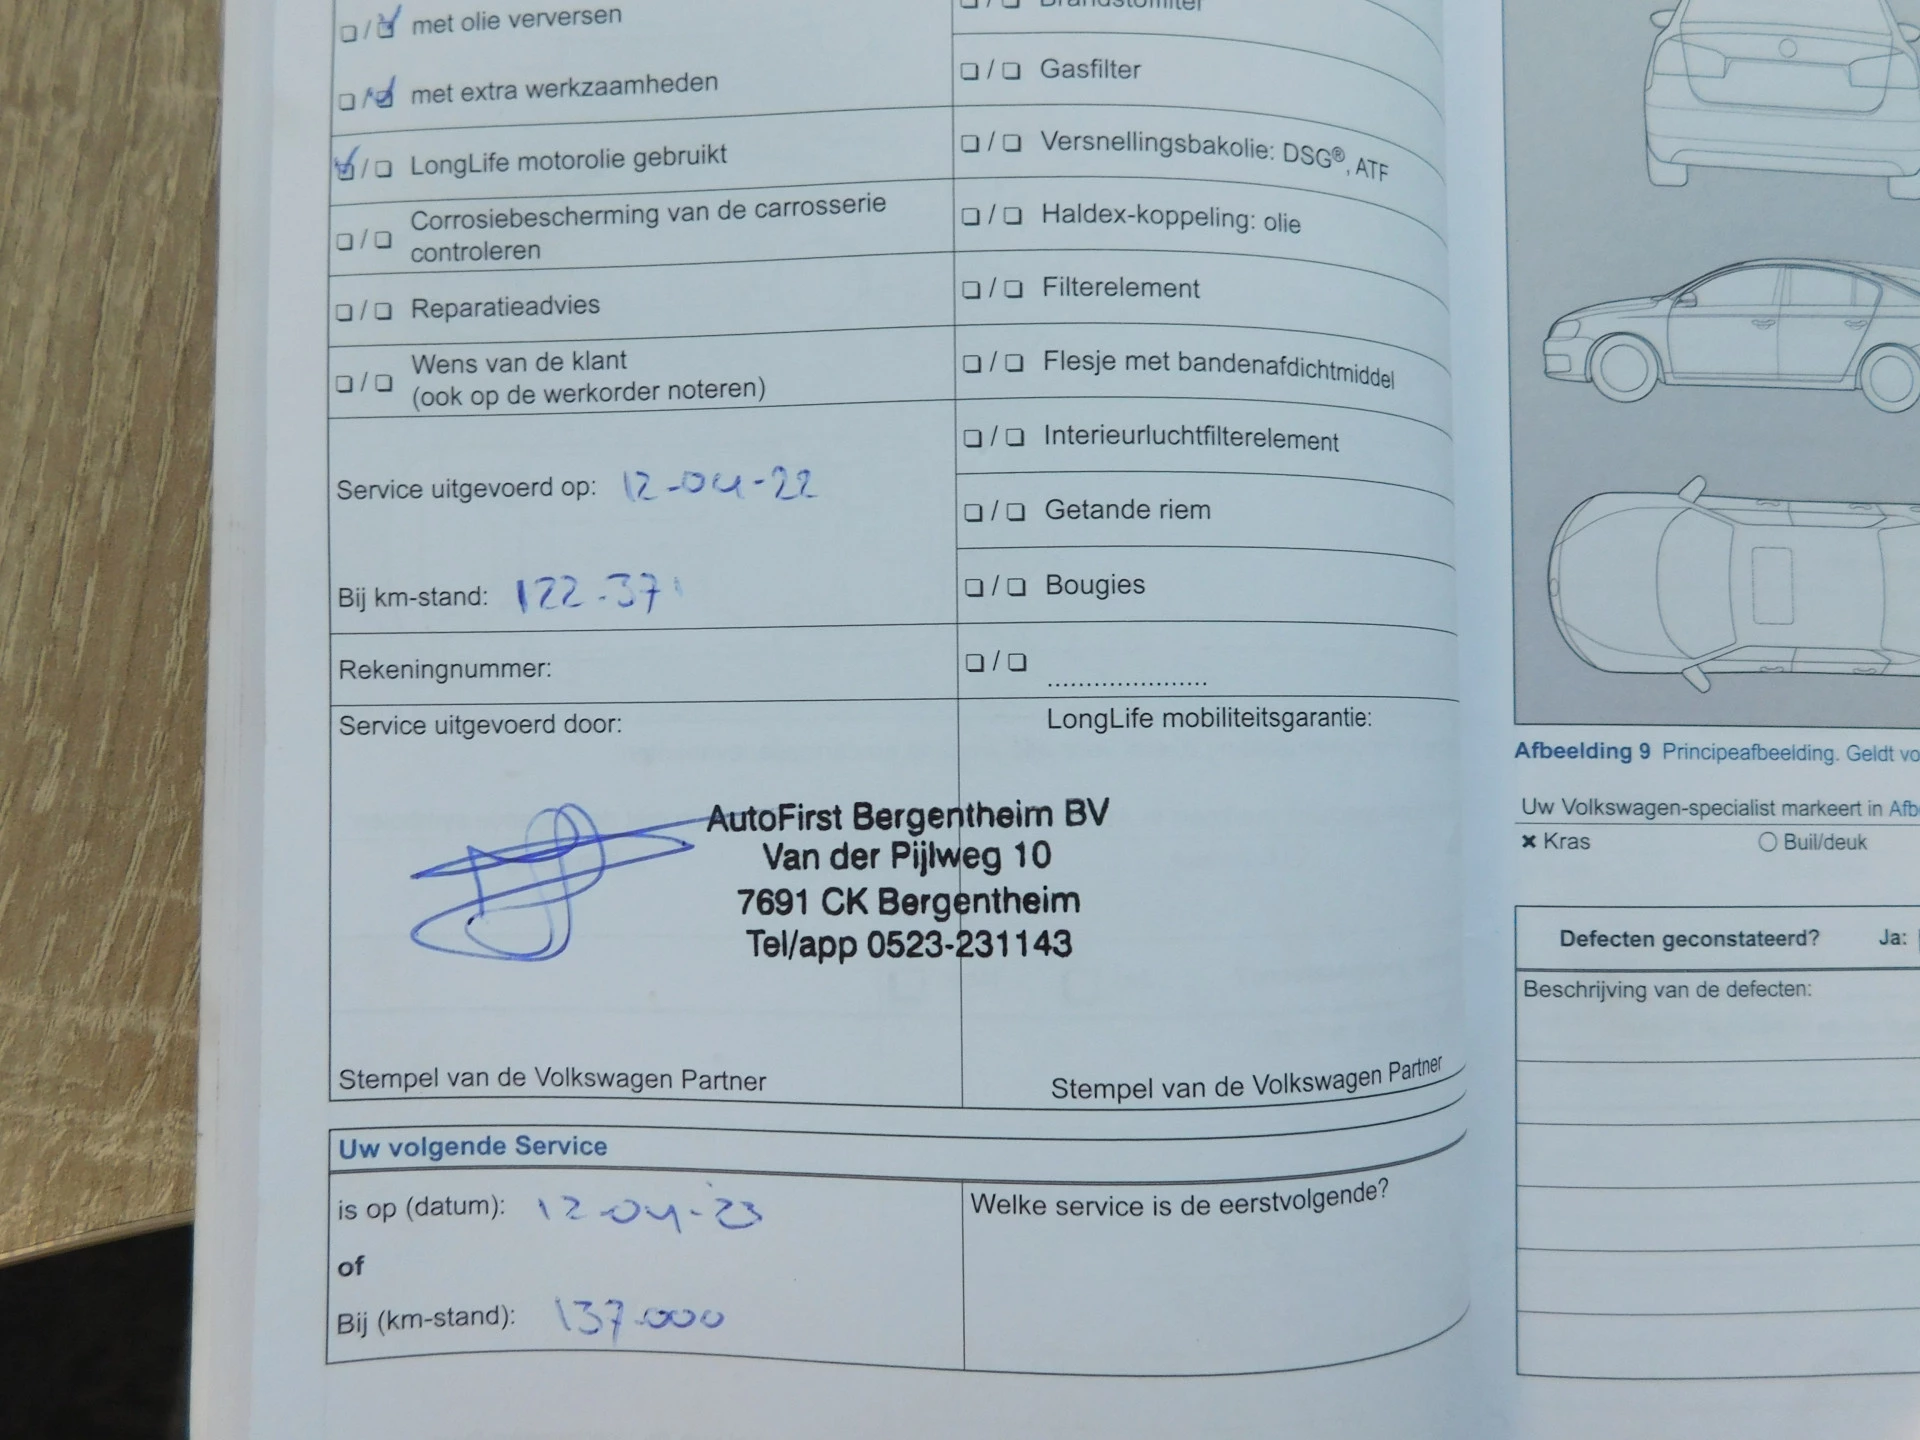 met olie verversen
met extra werkzaamheden
LongLife motorolie gebruikt
Corrosiebescherming van de carrosserie
controleren
Reparatieadvies
Wens van de klant
(ook op de werkorder noteren)
Service uitgevoerd op: 12-04-22
Bij km-stand: 122.371
Rekeningnummer:
Service uitgevoerd door:
Brandstoffilter
Gasfilter
Versnellingsbakolie: DSG®, ATF
Haldex-koppeling: olie
Filterelement
Flesje met bandenafdichtmiddel
Interieurluchtfilterelement
Getande riem
Bougies
....................
LongLife mobiliteitsgarantie:
AutoFirst Bergentheim BV
Van der Pijlweg 10
7691 CK Bergentheim
Tel/app 0523-231143
Stempel van de Volkswagen Partner
Stempel van de Volkswagen Partner
Uw volgende Service
is op (datum): 12-04-23
of
Bij (km-stand): 137.000
Welke service is de eerstvolgende?
Afbeelding 9 Principeafbeelding. Geldt
Uw Volkswagen-specialist markeert in
× Kras
Buil/deuk
Defecten geconstateerd? Ja:
Beschrijving van de defecten: